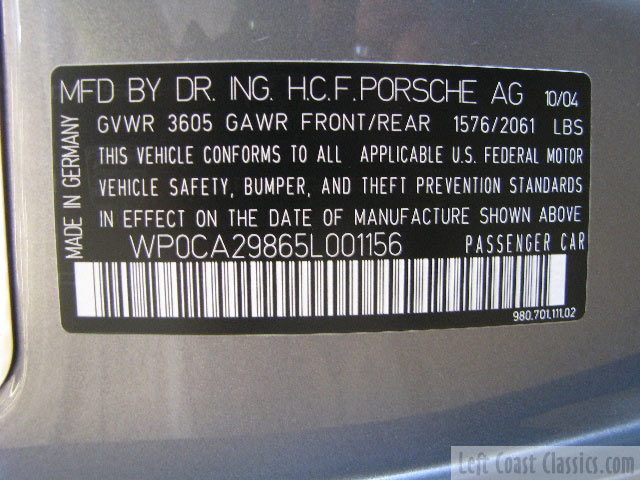 MFD BY DR. ING. H.C.F. PORSCHE AG 10/04
GVWR 3605 GAWR FRONT/REAR 1576/2061 LBS
THIS VEHICLE CONFORMS TO ALL APPLICABLE U.S. FEDERAL MOTOR
VEHICLE SAFETY, BUMPER, AND THEFT PREVENTION STANDARDS
IN EFFECT ON THE DATE OF MANUFACTURE SHOWN ABOVE
WP0CA29865L001156 PASSENGER CAR
MADE IN GERMANY
980.701.111.02
Left Coast Classics.com